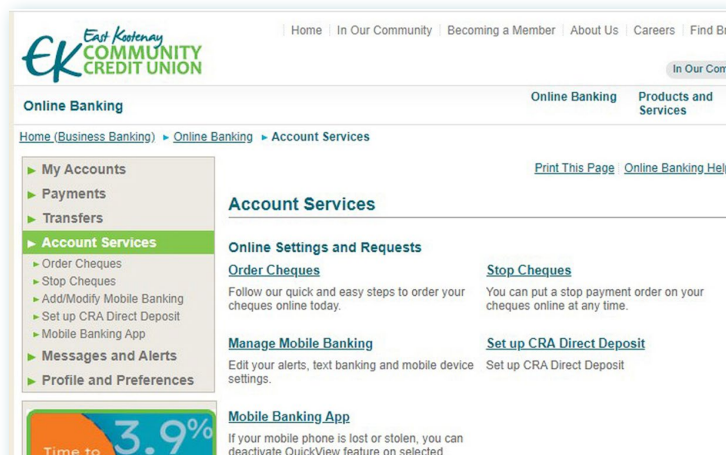 East Kootenay
EK COMMUNITY
CREDIT UNION
Home In Our Community Becoming a Member About Us Careers Find
In Our
Online Banking
Online Banking Products and
Services
Home (Business Banking) ► Online Banking ► Account Services
► My Accounts
► Payments
► Transfers
► Account Services
► Order Cheques
► Stop Cheques
► Add/Modify Mobile Banking
► Set up CRA Direct Deposit
► Mobile Banking App
► Messages and Alerts
► Profile and Preferences
Time to
3.9%
Print This Page Online Banking
Account Services
Online Settings and Requests
Order Cheques
Follow our quick and easy steps to order your
cheques online today.
Stop Cheques
You can put a stop payment order on your
cheques online at any time.
Manage Mobile Banking
Edit your alerts, text banking and mobile device
settings.
Set up CRA Direct Deposit
Set up CRA Direct Deposit
Mobile Banking App
If your mobile phone is lost or stolen, you can
deactivate QuickView feature on selected